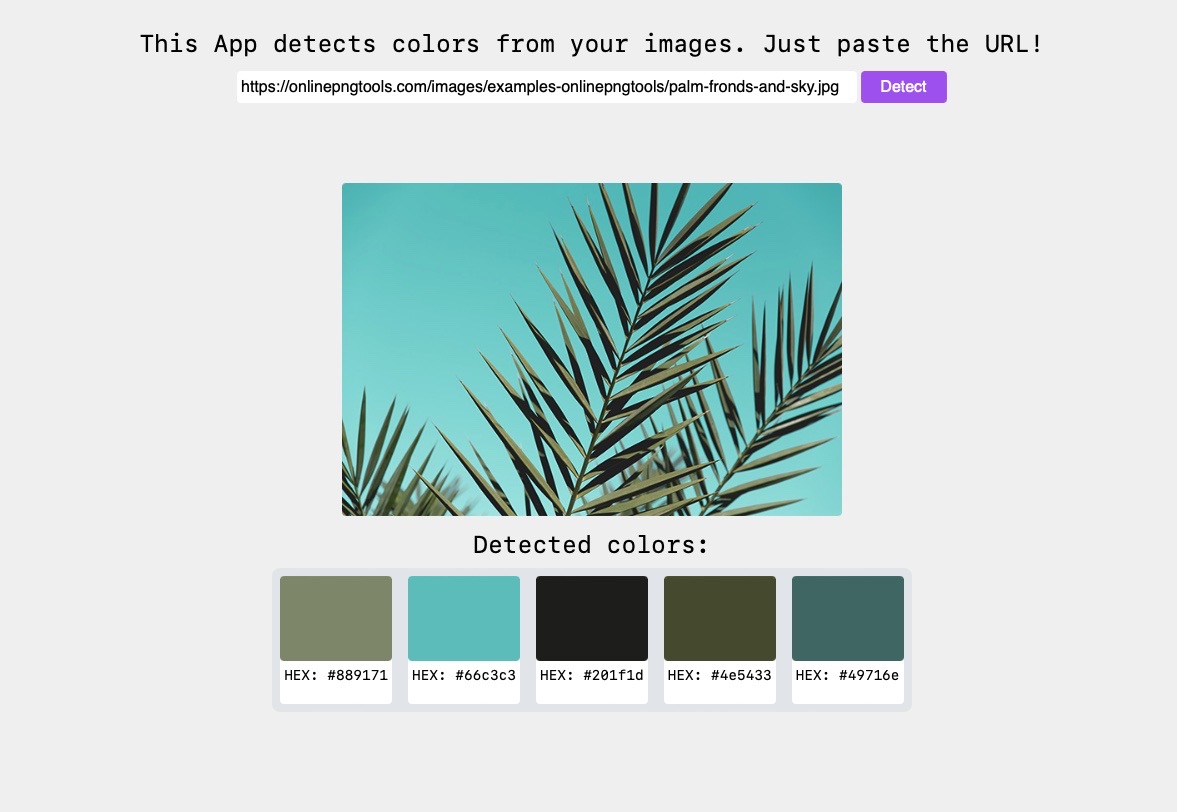 This App detects colors from your images. Just paste the URL!
https://onlinepngtools.com/images/examples-onlinepngtools/palm-fronds-and-sky.jpg Detect
Detected colors:
HEX: #889171 HEX: #66c3c3 HEX: #201f1d HEX: #4e5433 HEX: #49716e